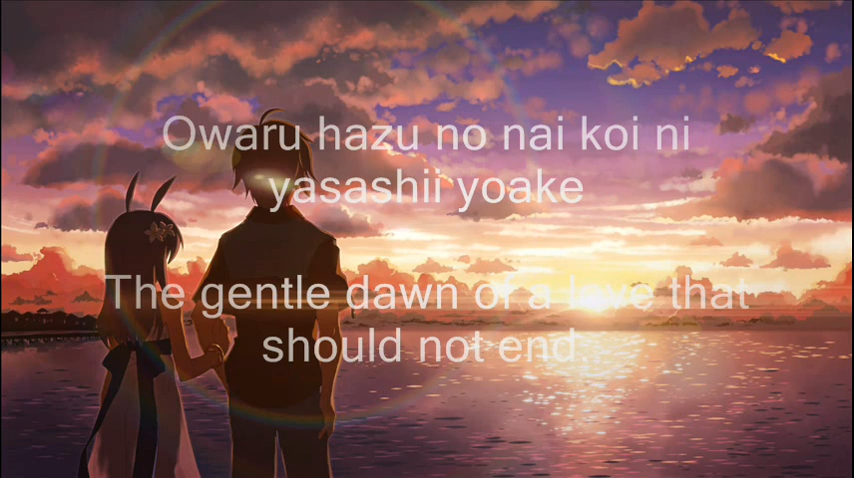 Owaru hazu no nai koi ni
yasashii yoake
The gentle dawn of a love that
should not end...